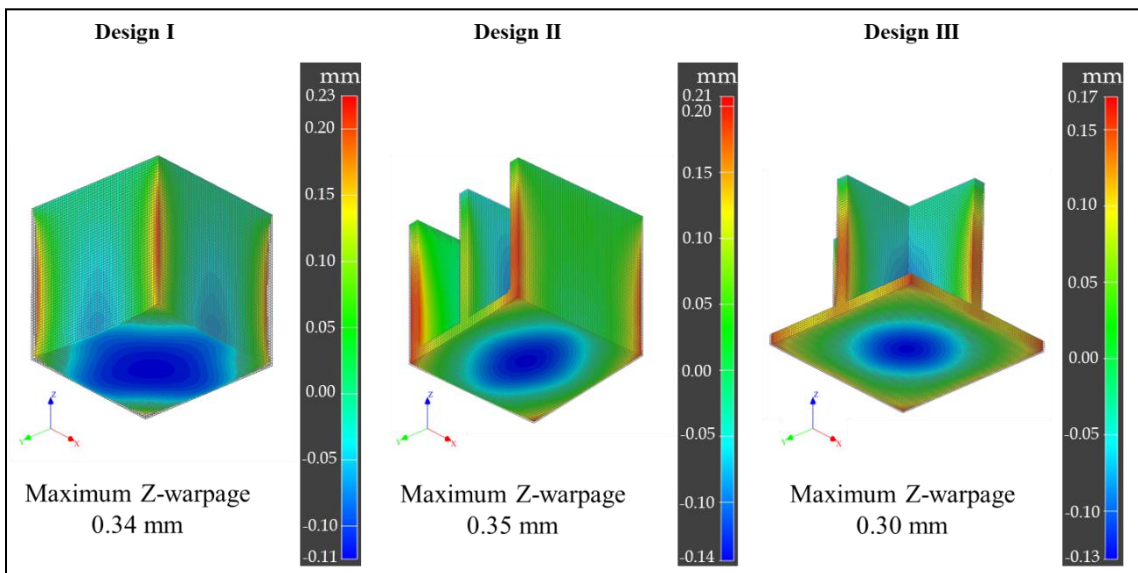 Design I
Design II
Design III
mm
0.23
0.20
0.15
0.10
0.05
0.00
-0.05
-0.10
-0.11
mm
0.21
0.20
0.15
0.10
0.05
0.00
-0.05
-0.10
-0.14
mm
0.17
0.15
0.10
0.05
0.00
-0.05
-0.10
-0.13
Z
Y
X
Z
Y
X
Z
Y
X
Maximum Z-warpage
0.34 mm
Maximum Z-warpage
0.35 mm
Maximum Z-warpage
0.30 mm